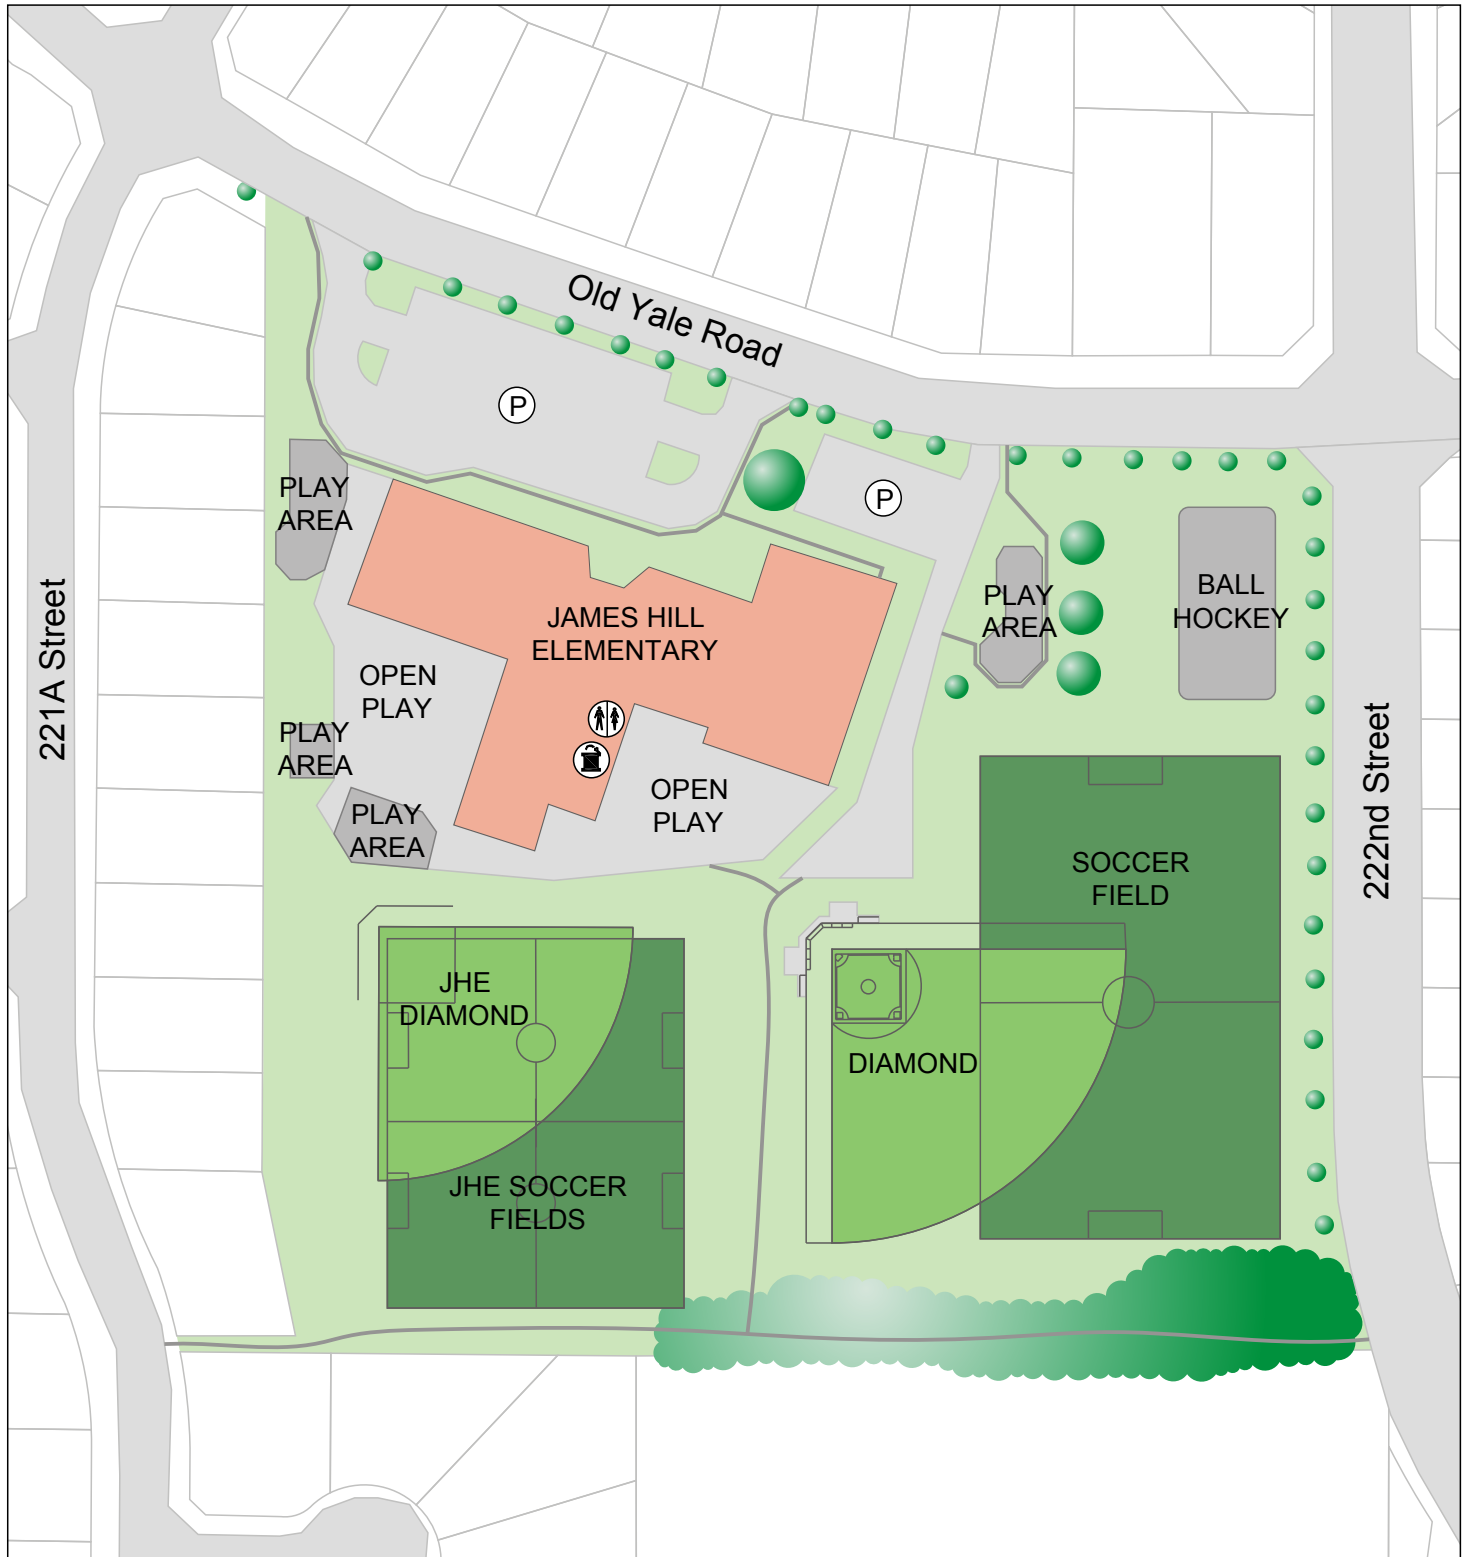 Old Yale Road
P
P
PLAY
AREA
PLAY
AREA
BALL
HOCKEY
JAMES HILL
ELEMENTARY
221A Street
OPEN
PLAY
PLAY
AREA
222nd Street
OPEN
PLAY
PLAY
AREA
SOCCER
FIELD
JHE
DIAMOND
DIAMOND
JHE SOCCER
FIELDS